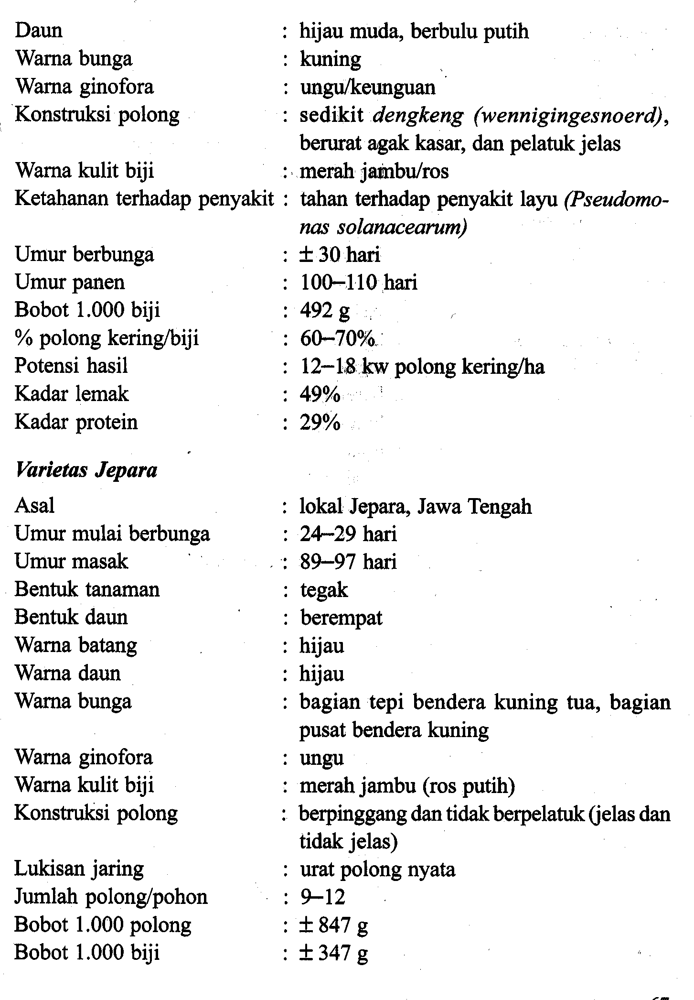 Daun : hijau muda, berbulu putih
Warna bunga : kuning
Warna ginofora : ungu/keunguan
Konstruksi polong : sedikit dengkeng (wennigingesnoerd),
berurat agak kasar, dan pelatuk jelas
Warna kulit biji : merah jambu/ros
Ketahanan terhadap penyakit : tahan terhadap penyakit layu (Pseudomo-
nas solanacearum)
Umur berbunga : ± 30 hari
Umur panen : 100–110 hari
Bobot 1.000 biji : 492 g
% polong kering/biji : 60–70%
Potensi hasil : 12–18 kw polong kering/ha
Kadar lemak : 49%
Kadar protein : 29%
Varietas Jepara
Asal : lokal Jepara, Jawa Tengah
Umur mulai berbunga : 24–29 hari
Umur masak : 89–97 hari
Bentuk tanaman : tegak
Bentuk daun : berempat
Warna batang : hijau
Warna daun : hijau
Warna bunga : bagian tepi bendera kuning tua, bagian
pusat bendera kuning
Warna ginofora : ungu
Warna kulit biji : merah jambu (ros putih)
Konstruksi polong : berpinggang dan tidak berpelatuk (jelas dan
tidak jelas)
Lukisan jaring : urat polong nyata
Jumlah polong/pohon : 9–12
Bobot 1.000 polong : ± 847 g
Bobot 1.000 biji : ± 347 g